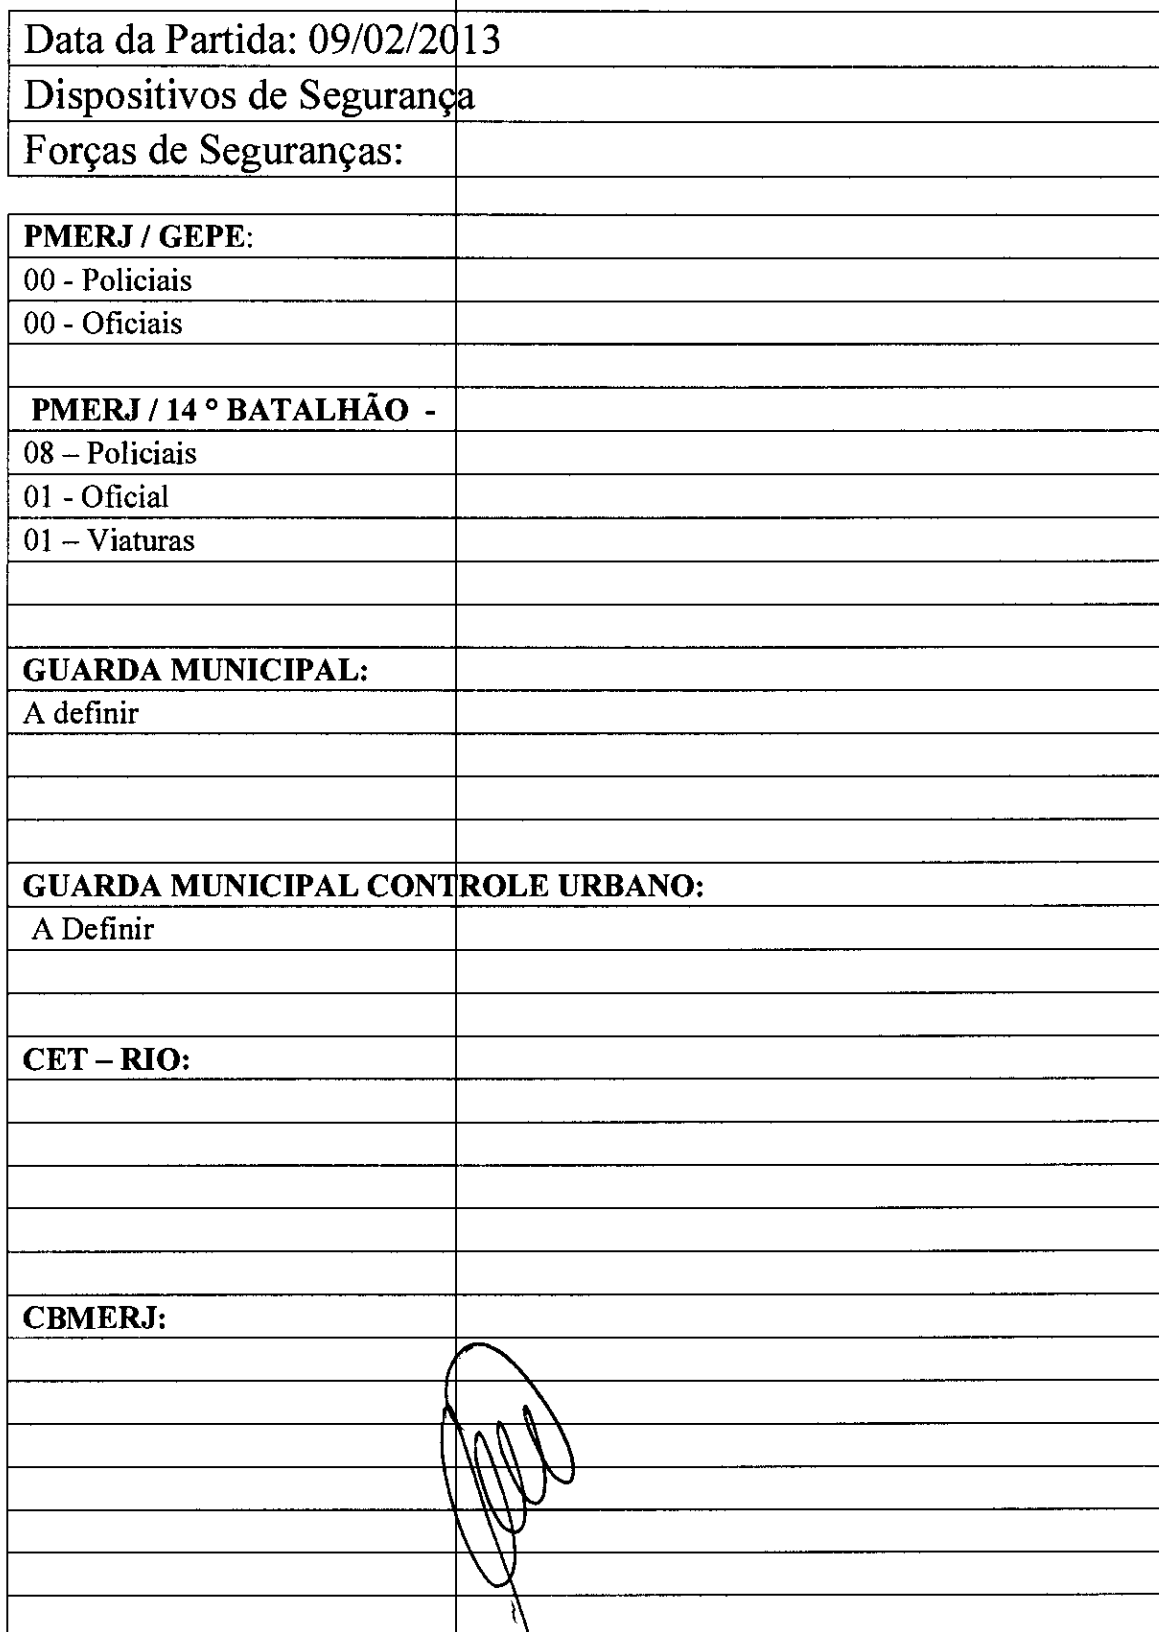 Data da Partida: 09/02/2013
Dispositivos de Segurança
Forças de Seguranças:
PMERJ / GEPE:
00 - Policiais
00 - Oficiais
PMERJ / 14 º BATALHÃO -
08 – Policiais
01 - Oficial
01 – Viaturas
GUARDA MUNICIPAL:
A definir
GUARDA MUNICIPAL CONTROLE URBANO:
A Definir
CET – RIO:
CBMERJ: